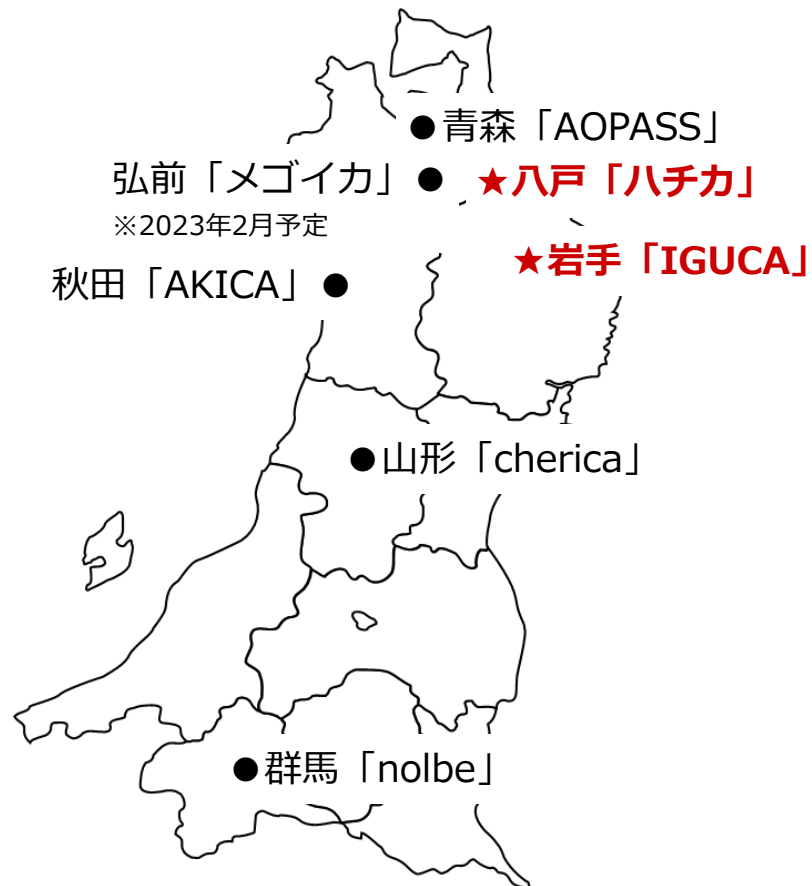 ●青森「AOPASS」
弘前「メゴイカ」●
★八戸「ハチカ」
※2023年2月予定
★岩手「IGUCA」
秋田「AKICA」●
●山形「cherica」
●群馬「nolbe」